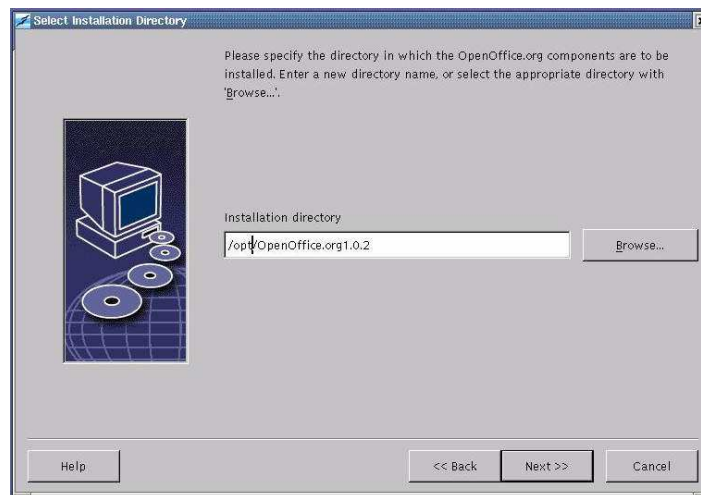 Select Installation Directory
Please specify the directory in which the OpenOffice.org components are to be
installed. Enter a new directory name, or select the appropriate directory with
'Browse...'.
Installation directory
/opt/OpenOffice.org1.0.2
Browse...
Help
<< Back
Next >>
Cancel